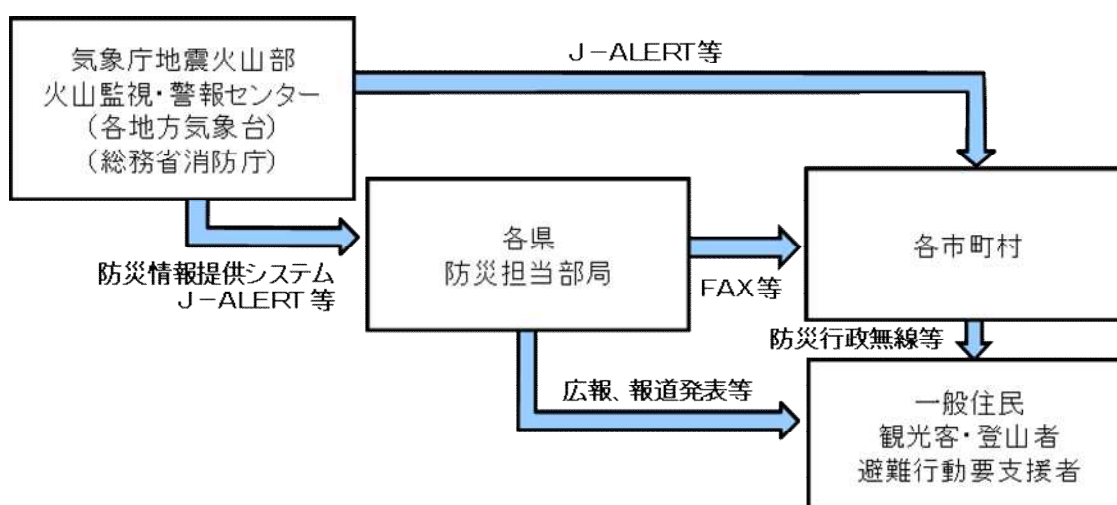 気象庁地震火山部
火山監視・警報センター
(各地方気象台)
(総務省消防庁)
J-ALERT等
防災情報提供システム
J-ALERT等
各県
防災担当部局
FAX等
各市町村
防災行政無線等
広報、報道発表等
一般住民
観光客・登山者
避難行動要支援者